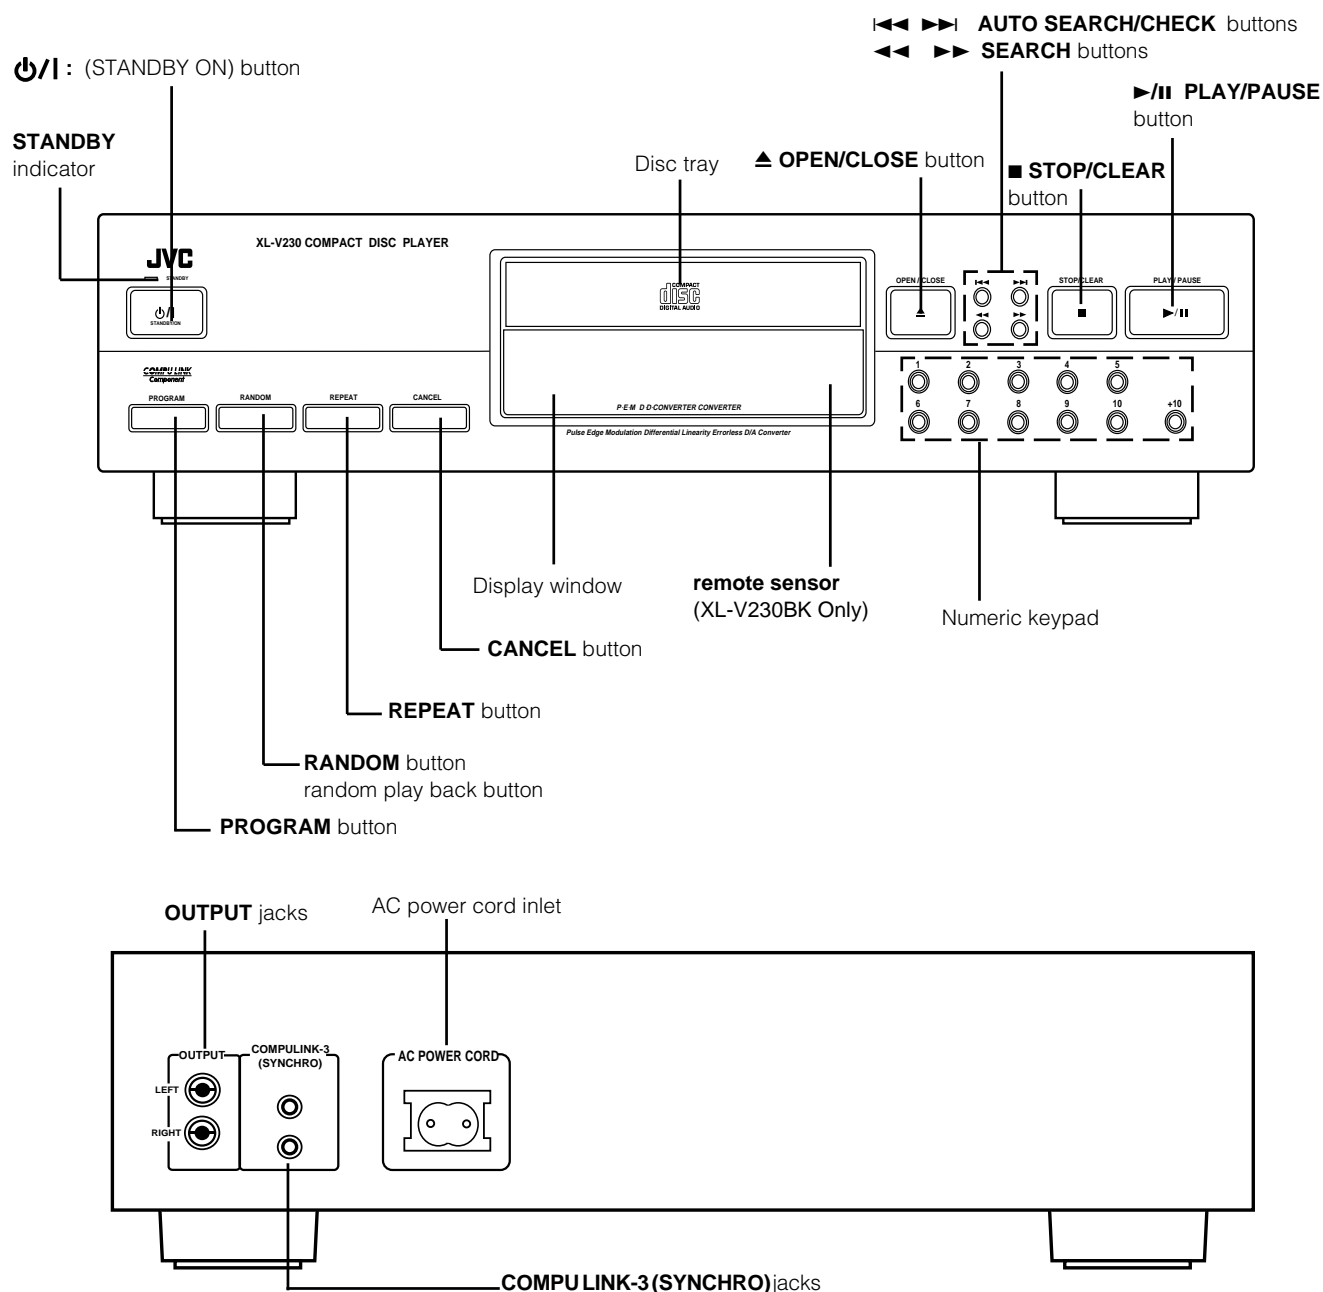 ⏮ ⏭ AUTO SEARCH/CHECK buttons
◀◀ ▶▶ SEARCH buttons
⏻/| : (STANDBY ON) button
►/II PLAY/PAUSE
button
STANDBY
indicator
Disc tray
▲ OPEN/CLOSE button
■ STOP/CLEAR
button
JVC
XL-V230 COMPACT DISC PLAYER
STANDBY
⏻/|
STANDBY/ON
COMPACT
disc
DIGITAL AUDIO
OPEN/CLOSE
STOP/CLEAR
PLAY/ PAUSE
►/II
COMPU LINK
Component
PROGRAM
RANDOM
REPEAT
CANCEL
P·E·M D D·CONVERTER CONVERTER
Pulse Edge Modulation Differential Linearity Errorless D/A Converter
1 2 3 4 5
6 7 8 9 10 +10
Display window
remote sensor
(XL-V230BK Only)
Numeric keypad
CANCEL button
REPEAT button
RANDOM button
random play back button
PROGRAM button
OUTPUT jacks
AC power cord inlet
OUTPUT
COMPULINK-3
(SYNCHRO)
AC POWER CORD
LEFT
RIGHT
COMPU LINK-3 (SYNCHRO) jacks